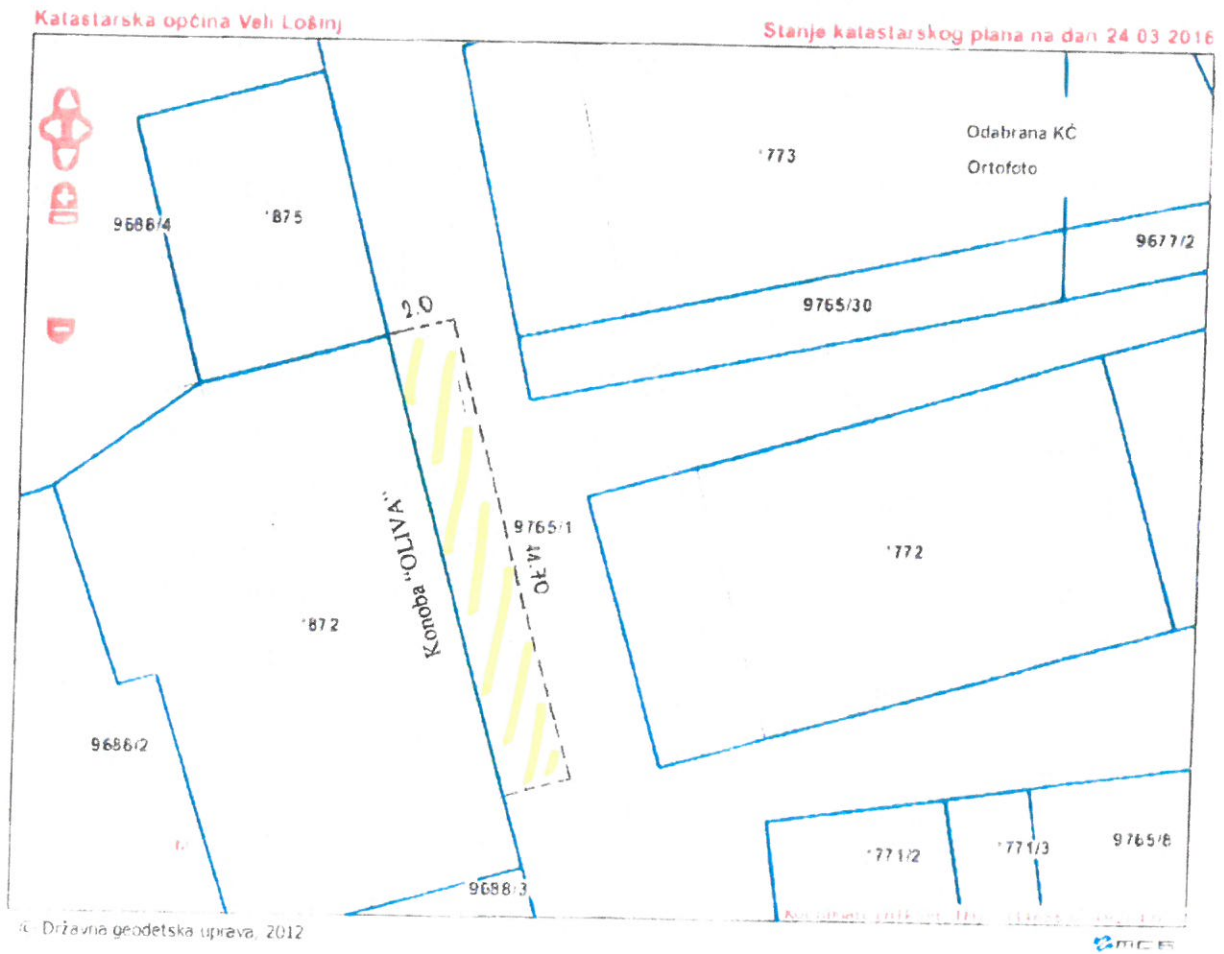 Katastarska općina Veli Lošinj
Stanje katastarskog plana na dan 24 03 2016
Odabrana KČ
Ortofoto
*773
9686/4
*875
9677/2
9765/30
2.0
9765/1
14.70
Konoba "OLIVA"
*772
*872
9686/2
9688/3
*771/2
*771/3
9765/8
Državna geodetska uprava, 2012